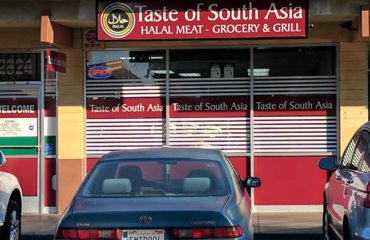 Taste of South Asia
HALAL MEAT - GROCERY & GRILL
WELCOME
Taste of South Asia
Taste of South Asia
Taste of South Asia